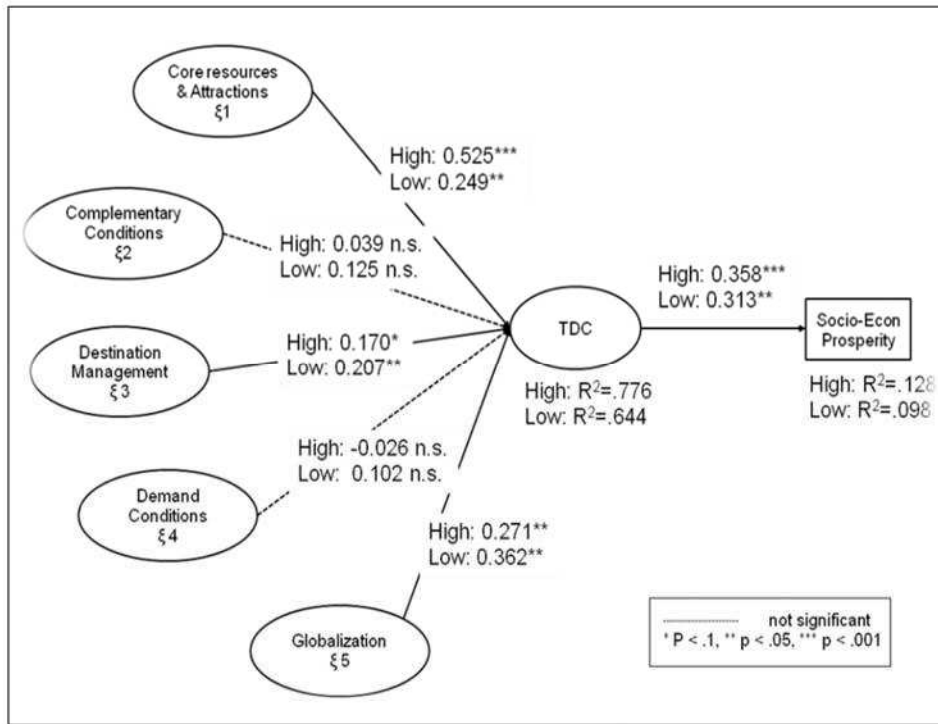 Core resources
& Attractions
ξ1
High: 0.525***
Low: 0.249**
Complementary
Conditions
ξ2
High: 0.039 n.s.
Low: 0.125 n.s.
High: 0.358***
Low: 0.313**
TDC
Socio-Econ
Prosperity
Destination
Management
ξ3
High: 0.170*
Low: 0.207**
High: R²=.776
Low: R²=.644
High: R²=.128
Low: R²=.098
High: -0.026 n.s.
Low: 0.102 n.s.
Demand
Conditions
ξ4
High: 0.271**
Low: 0.362**
Globalization
ξ5
not significant
* P < .1, ** p < .05, *** p < .001